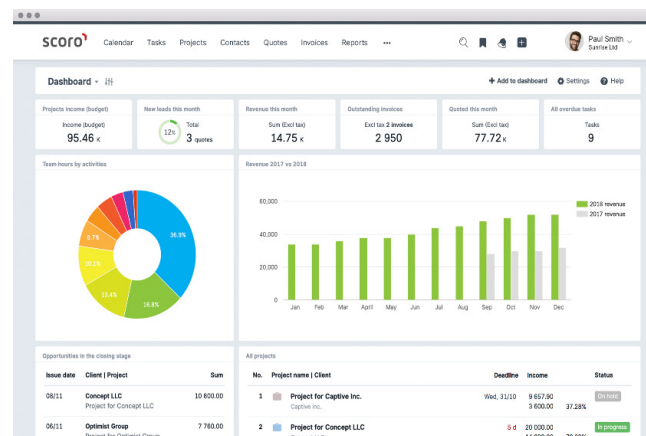 scoro
Calendar Tasks Projects Contacts Quotes Invoices Reports
Paul Smith
Sunrise Ltd
Dashboard
Add to dashboard Settings Help
Projects income (budget) New leads this month Revenue this month Outstanding invoices Quoted this month All overdue tasks
Income (budget)
95.46 K
12%
Total
3 quotes
Sum (Excl tax)
14.75 K
Excl tax 2 invoices
2 950
Sum (Excl tax)
77.72 K
Tasks
9
Team hours by activities
36.9%
16.8%
13.4%
10.1%
6.7%
Revenue 2017 vs 2018
60,000
40,000
20,000
0
Jan Feb Mar April May Jun Jul Aug Sep Oct Nov Dec
2018 revenue
2017 revenue
Opportunities in the closing stage
Issue date Client | Project Sum
08/11 Concept LLC 10 800.00
Project for Concept LLC
06/11 Optimist Group 7 760.00
Project for Optimist Group
All projects
No. Project name | Client Deadline Income Status
1 Project for Captive Inc. Wed, 31/10 9 657.90 On hold
Captive Inc. 3 600.00 37.28%
2 Project for Concept LLC 5 d 20 000.00 In progress